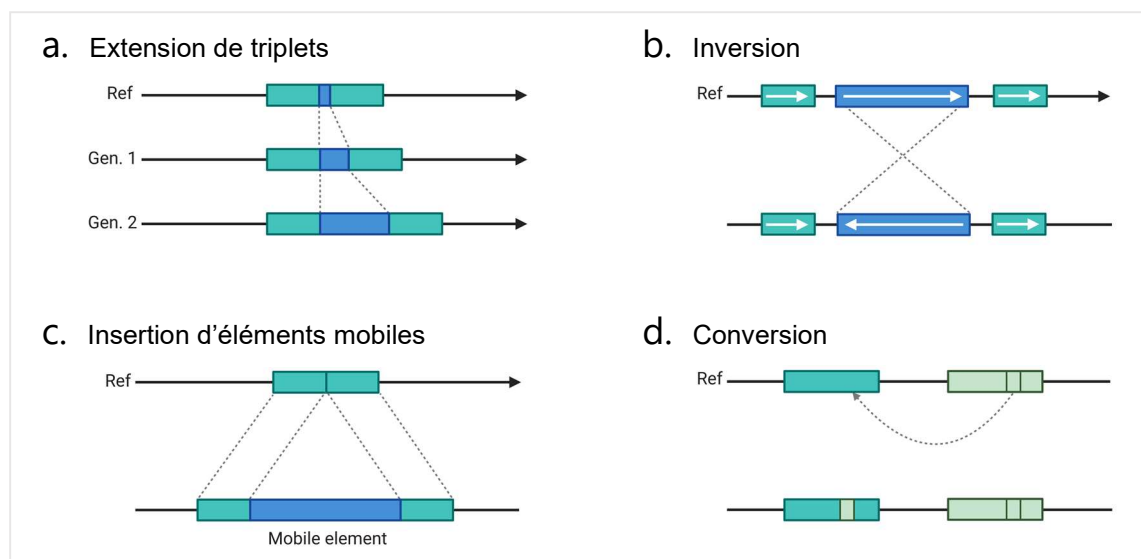 a. Extension de triplets
Ref
Gen. 1
Gen. 2
b. Inversion
Ref
c. Insertion d'éléments mobiles
Ref
Mobile element
d. Conversion
Ref